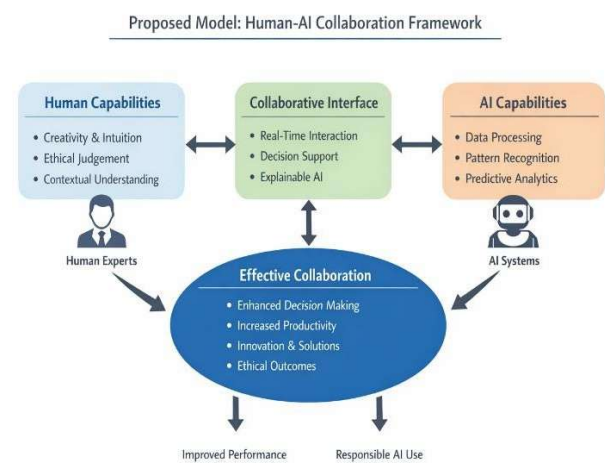 Proposed Model: Human-AI Collaboration Framework
Human Capabilities
• Creativity & Intuition
• Ethical Judgement
• Contextual Understanding
Collaborative Interface
• Real-Time Interaction
• Decision Support
• Explainable AI
AI Capabilities
• Data Processing
• Pattern Recognition
• Predictive Analytics
Human Experts
AI Systems
Effective Collaboration
• Enhanced Decision Making
• Increased Productivity
• Innovation & Solutions
• Ethical Outcomes
Improved Performance
Responsible AI Use